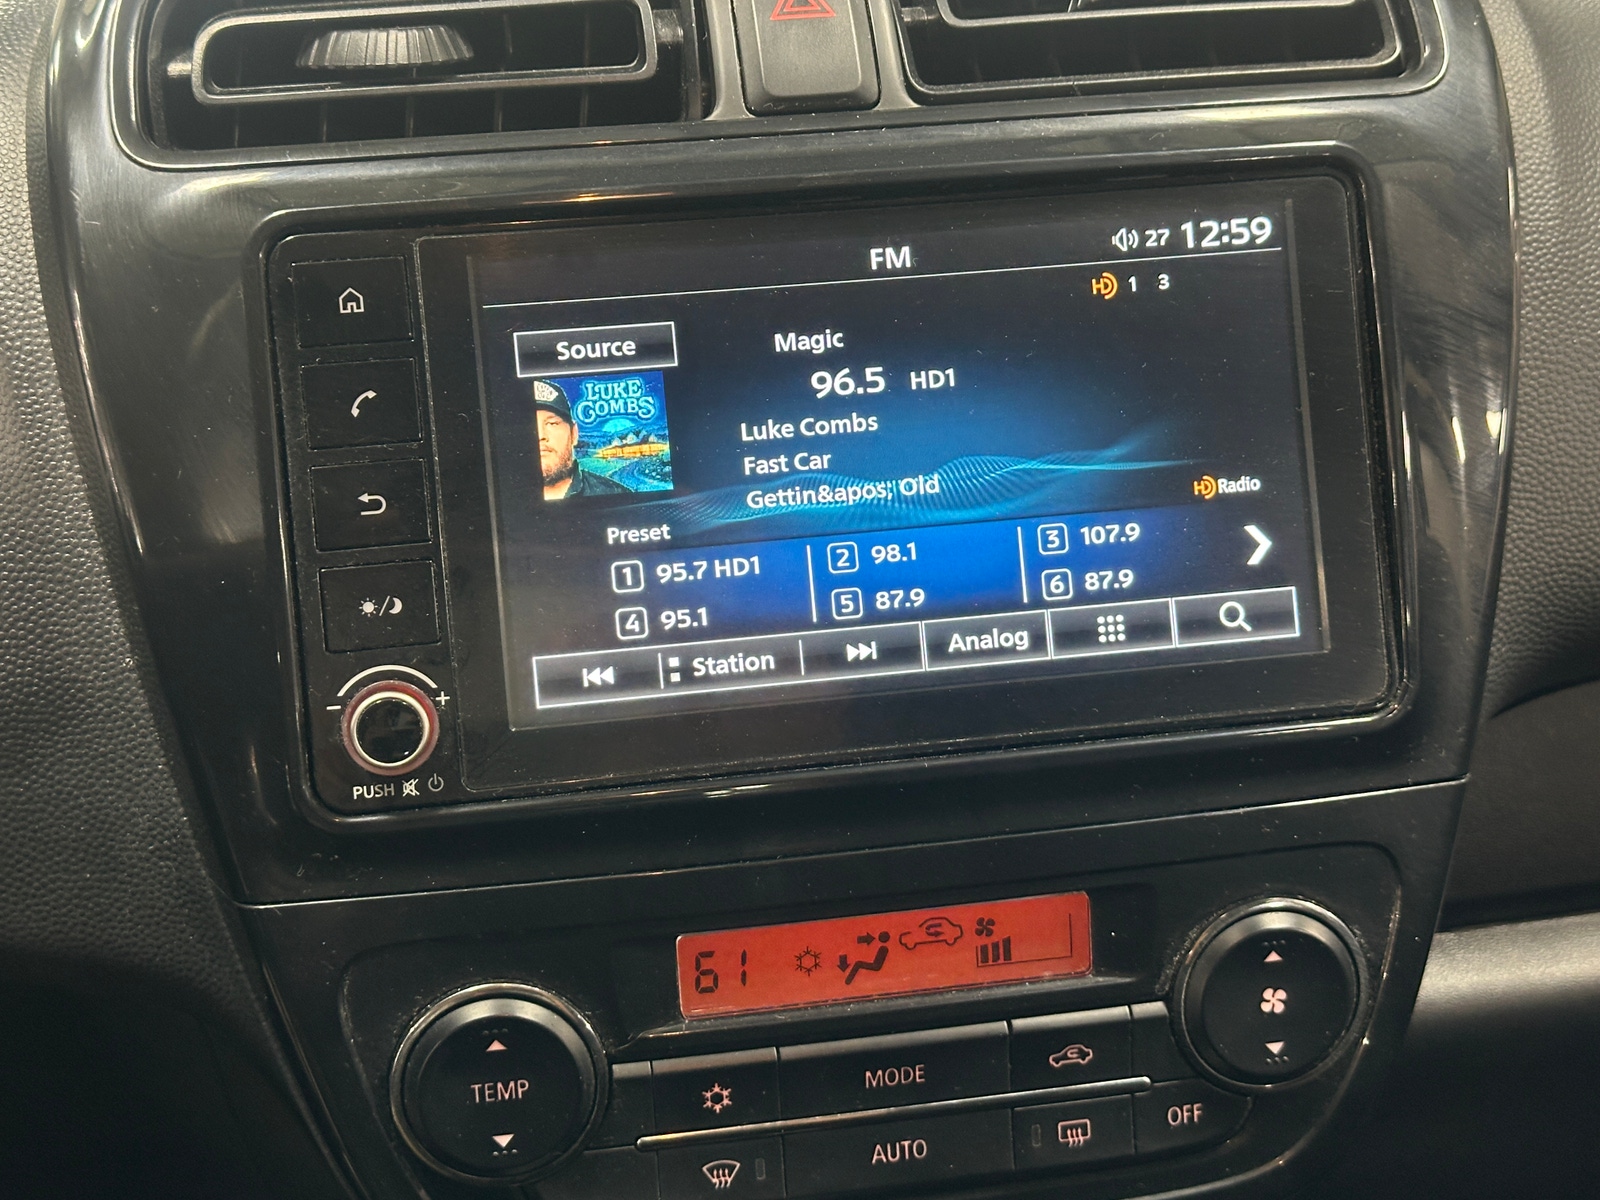 27 12:59
FM
HD 1 3
Source
Magic
96.5 HD1
LUKE
COMBS
Luke Combs
Fast Car
Gettin&apos; Old
HD Radio
Preset
1 95.7 HD1
2 98.1
3 107.9
4 95.1
5 87.9
6 87.9
Station
Analog
- +
PUSH
61
TEMP
MODE
AUTO
OFF